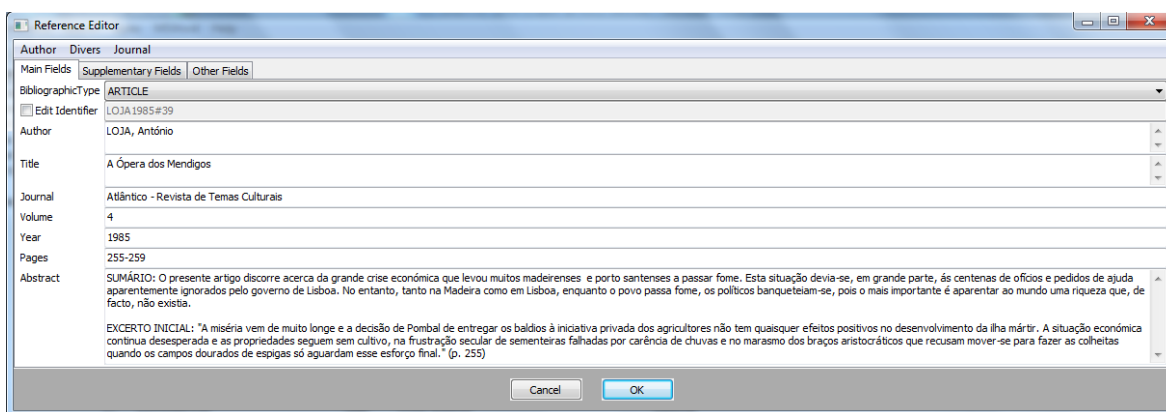 Reference Editor
Author Divers Journal
Main Fields Supplementary Fields Other Fields
BibliographicType ARTICLE
Edit Identifier LOJA1985#39
Author LOJA, António
Title A Ópera dos Mendigos
Journal Atlântico - Revista de Temas Culturais
Volume 4
Year 1985
Pages 255-259
Abstract SUMÁRIO: O presente artigo discorre acerca da grande crise económica que levou muitos madeirenses e porto santenses a passar fome. Esta situação devia-se, em grande parte, ás centenas de ofícios e pedidos de ajuda
aparentemente ignorados pelo governo de Lisboa. No entanto, tanto na Madeira como em Lisboa, enquanto o povo passa fome, os políticos banqueteiam-se, pois o mais importante é aparentar ao mundo uma riqueza que, de
facto, não existia.
EXCERTO INICIAL: "A miséria vem de muito longe e a decisão de Pombal de entregar os baldios à iniciativa privada dos agricultores não tem quaisquer efeitos positivos no desenvolvimento da ilha mártir. A situação económica
continua desesperada e as propriedades seguem sem cultivo, na frustração secular de sementeiras falhadas por carência de chuvas e no marasmo dos braços aristocráticos que recusam mover-se para fazer as colheitas
quando os campos dourados de espigas só aguardam esse esforço final." (p. 255)
Cancel OK